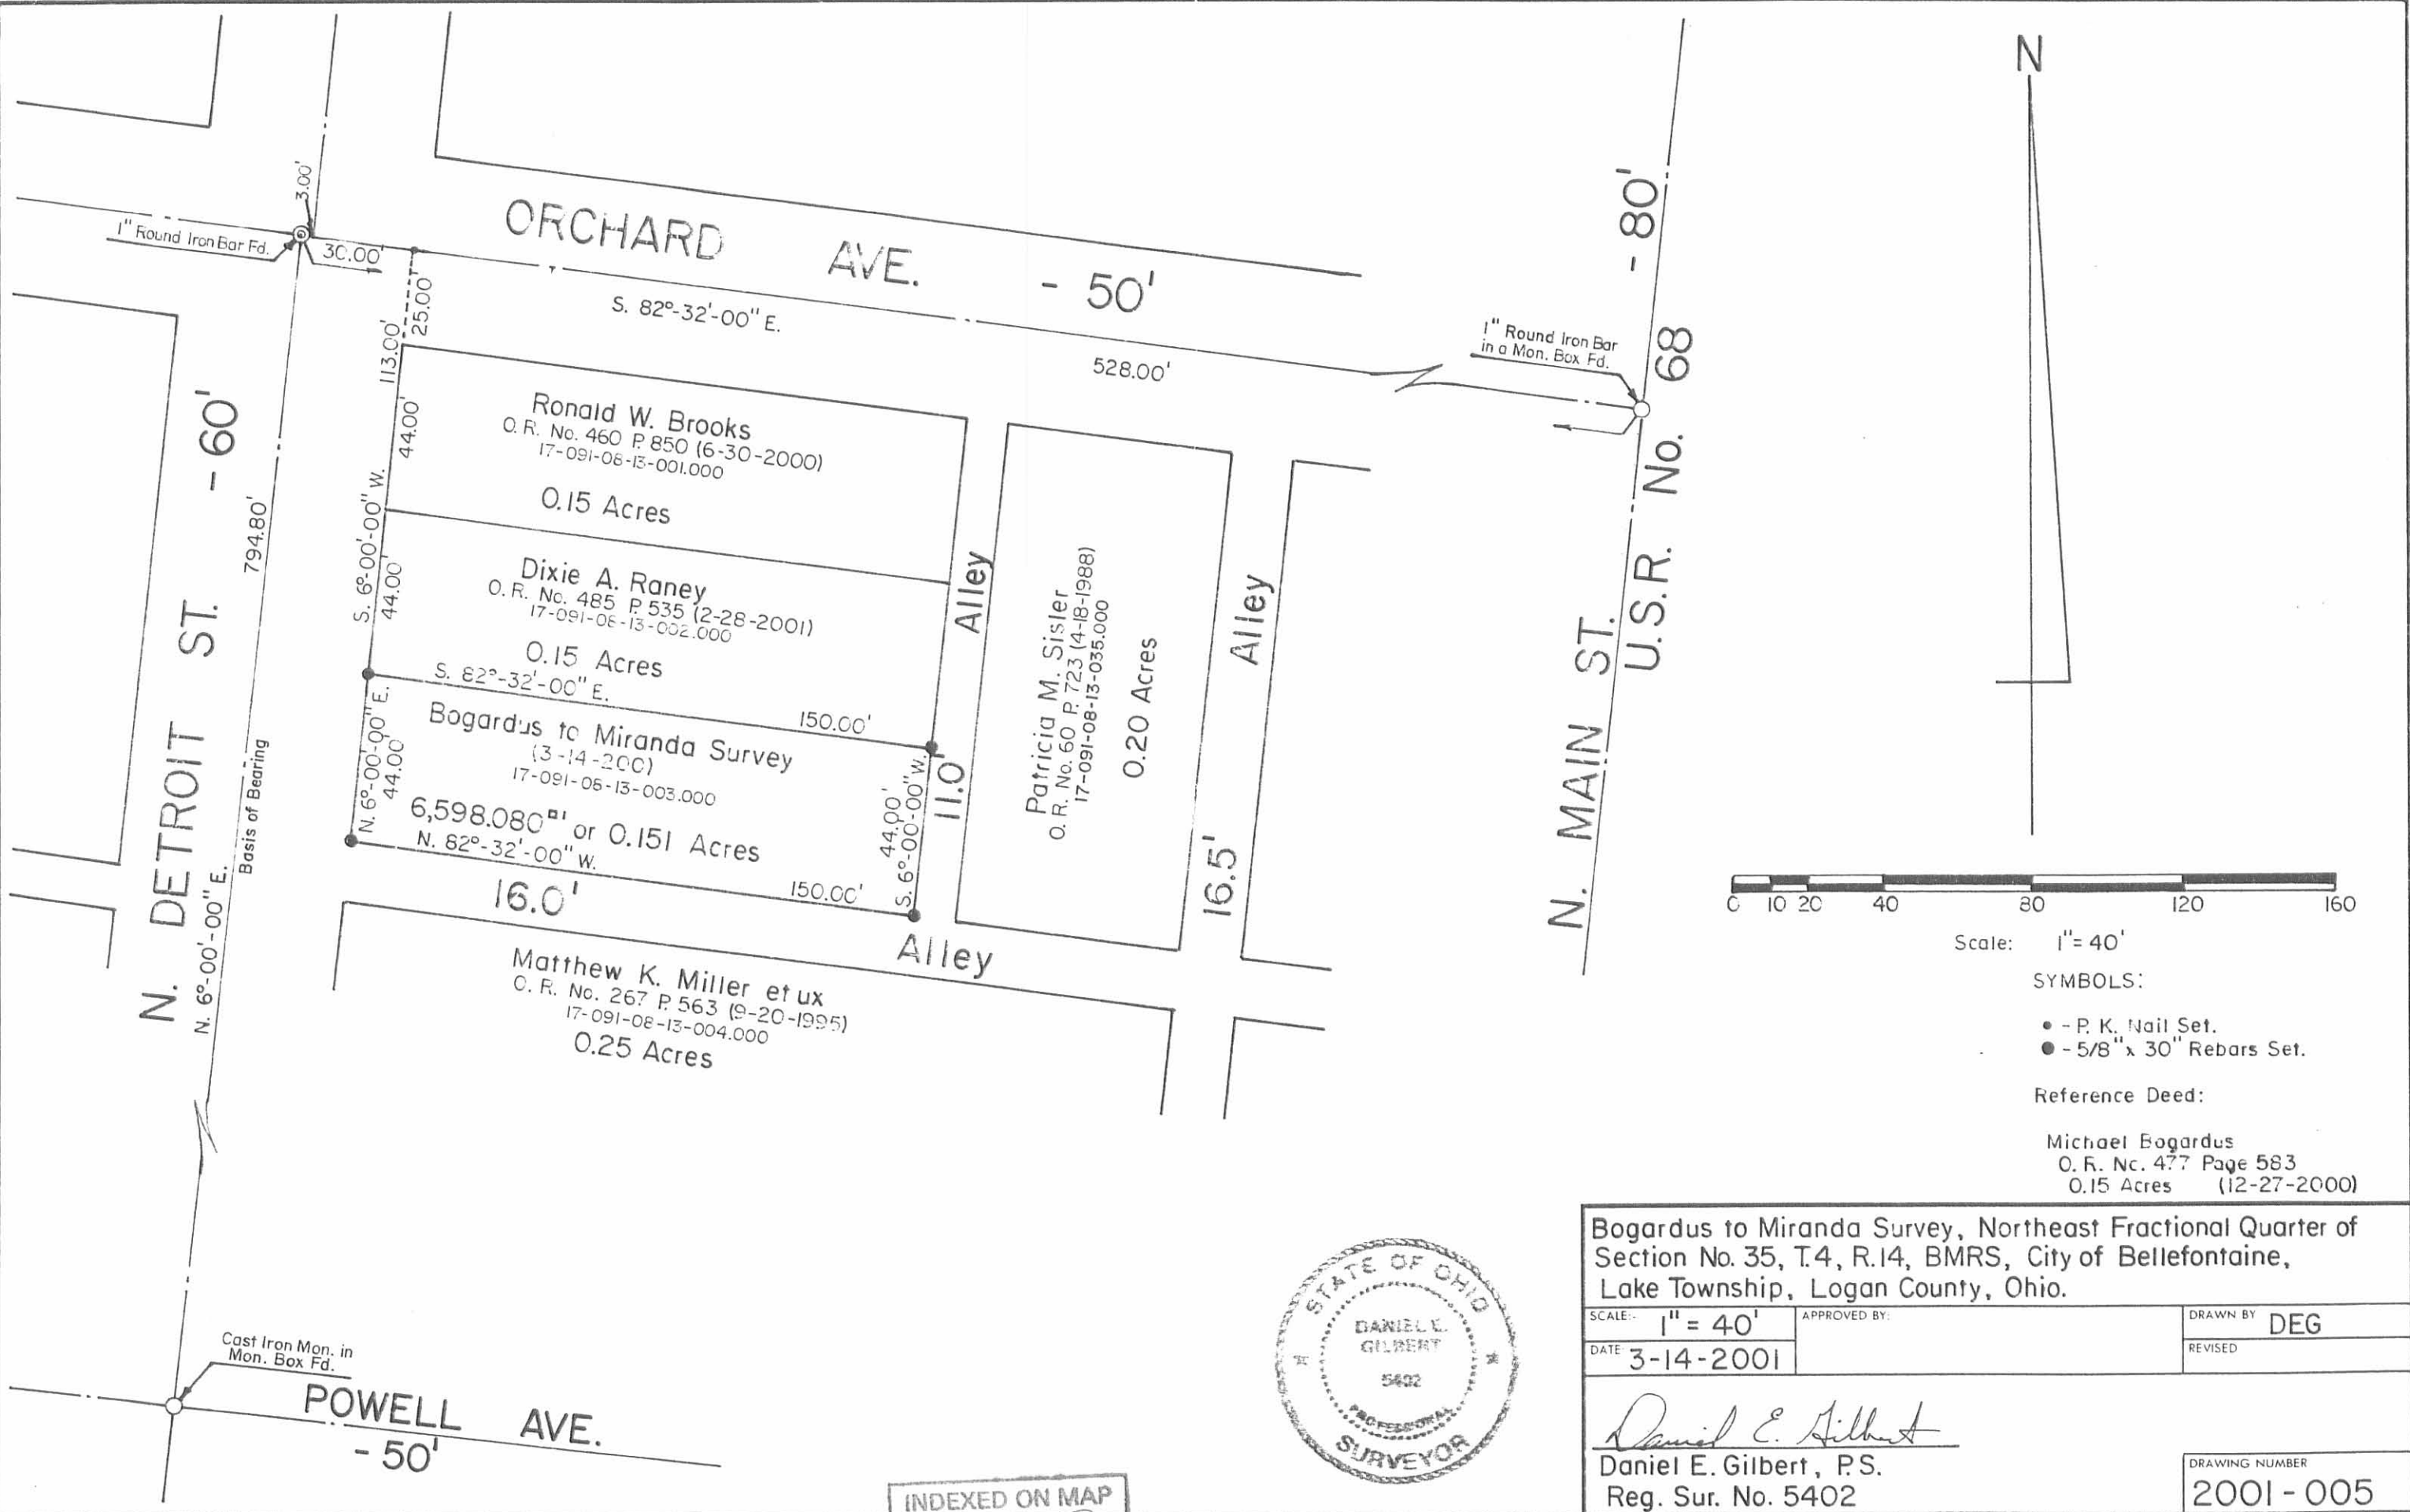 N
3.00'
1" Round Iron Bar Fd.
30.00'
25.00'
113.00'
ORCHARD AVE. - 50'
S. 82°-32'-00" E.
528.00'
1" Round Iron Bar
in a Mon. Box Fd.
N. MAIN ST. - 80'
U.S.R. No. 68
N. DETROIT ST. - 60'
794.80'
Basis of Bearing
N. 6°-00'-00" E.
44.00'
S. 6°-00'-00" W.
44.00'
Ronald W. Brooks
O. R. No. 460 P. 850 (6-30-2000)
17-091-08-13-001.000
0.15 Acres
Dixie A. Raney
O. R. No. 485 P. 535 (2-28-2001)
17-091-08-13-002.000
0.15 Acres
S. 82°-32'-00" E.
150.00'
N. 6°-00'-00" E.
44.00'
Bogardus to Miranda Survey
(3-14-200)
17-091-08-13-003.000
6,598.080□' or 0.151 Acres
N. 82°-32'-00" W.
150.00'
44.00'
S. 6°-00'-00" W.
11.0'
Alley
Patricia M. Sisler
O. R. No. 60 P. 723 (4-18-1988)
17-091-08-13-035.000
0.20 Acres
Alley
16.5'
16.0'
Alley
Matthew K. Miller et ux
O. R. No. 267 P. 563 (9-20-1995)
17-091-08-13-004.000
0.25 Acres
0 10 20 40 80 120 160
Scale: 1"= 40'
SYMBOLS:
• - P. K. Nail Set.
● - 5/8" x 30" Rebars Set.
Reference Deed:
Michael Bogardus
O. R. No. 477 Page 583
0.15 Acres (12-27-2000)
Cast Iron Mon. in
Mon. Box Fd.
POWELL AVE.
- 50'
STATE OF OHIO
DANIEL E.
GILBERT
5402
PROFESSIONAL
SURVEYOR
INDEXED ON MAP
Bogardus to Miranda Survey, Northeast Fractional Quarter of
Section No. 35, T.4, R.14, BMRS, City of Bellefontaine,
Lake Township, Logan County, Ohio.
SCALE: 1" = 40'
APPROVED BY:
DRAWN BY DEG
DATE 3-14-2001
REVISED
Daniel E. Gilbert
Daniel E. Gilbert, P.S.
Reg. Sur. No. 5402
DRAWING NUMBER
2001-005